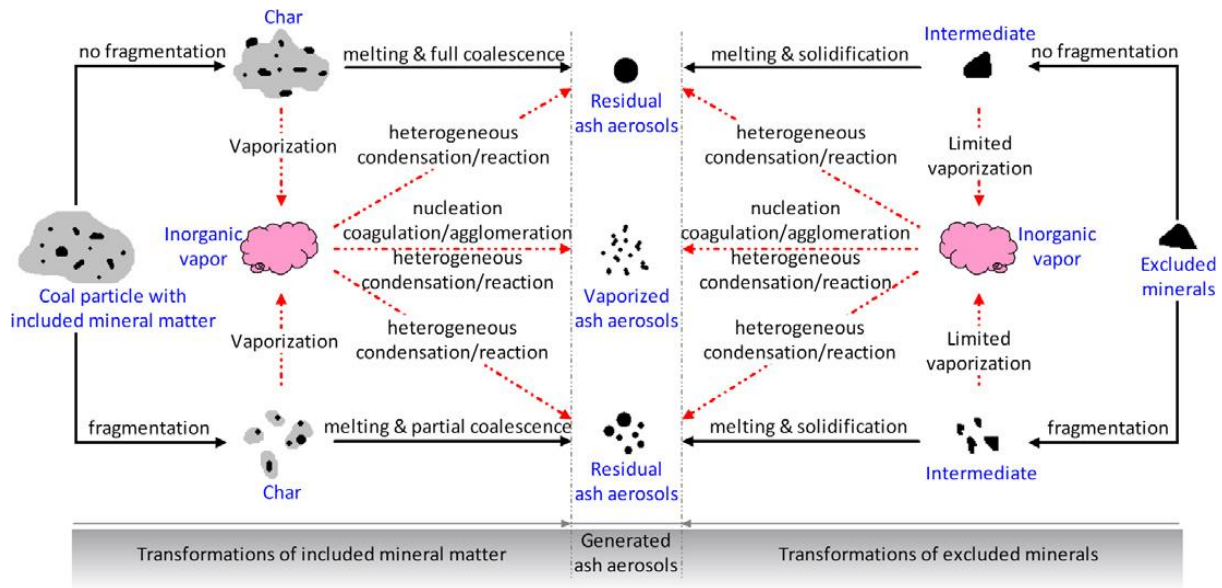 Char
Intermediate
no fragmentation
melting & full coalescence
melting & solidification
no fragmentation
Residual
ash aerosols
Vaporization
heterogeneous
condensation/reaction
heterogeneous
condensation/reaction
Limited
vaporization
Inorganic
vapor
nucleation
coagulation/agglomeration
heterogeneous
condensation/reaction
nucleation
coagulation/agglomeration
heterogeneous
condensation/reaction
Inorganic
vapor
Excluded
minerals
Coal particle with
included mineral matter
Vaporized
ash aerosols
Vaporization
heterogeneous
condensation/reaction
heterogeneous
condensation/reaction
Limited
vaporization
fragmentation
melting & partial coalescence
melting & solidification
fragmentation
Char
Residual
ash aerosols
Intermediate
Transformations of included mineral matter
Generated
ash aerosols
Transformations of excluded minerals